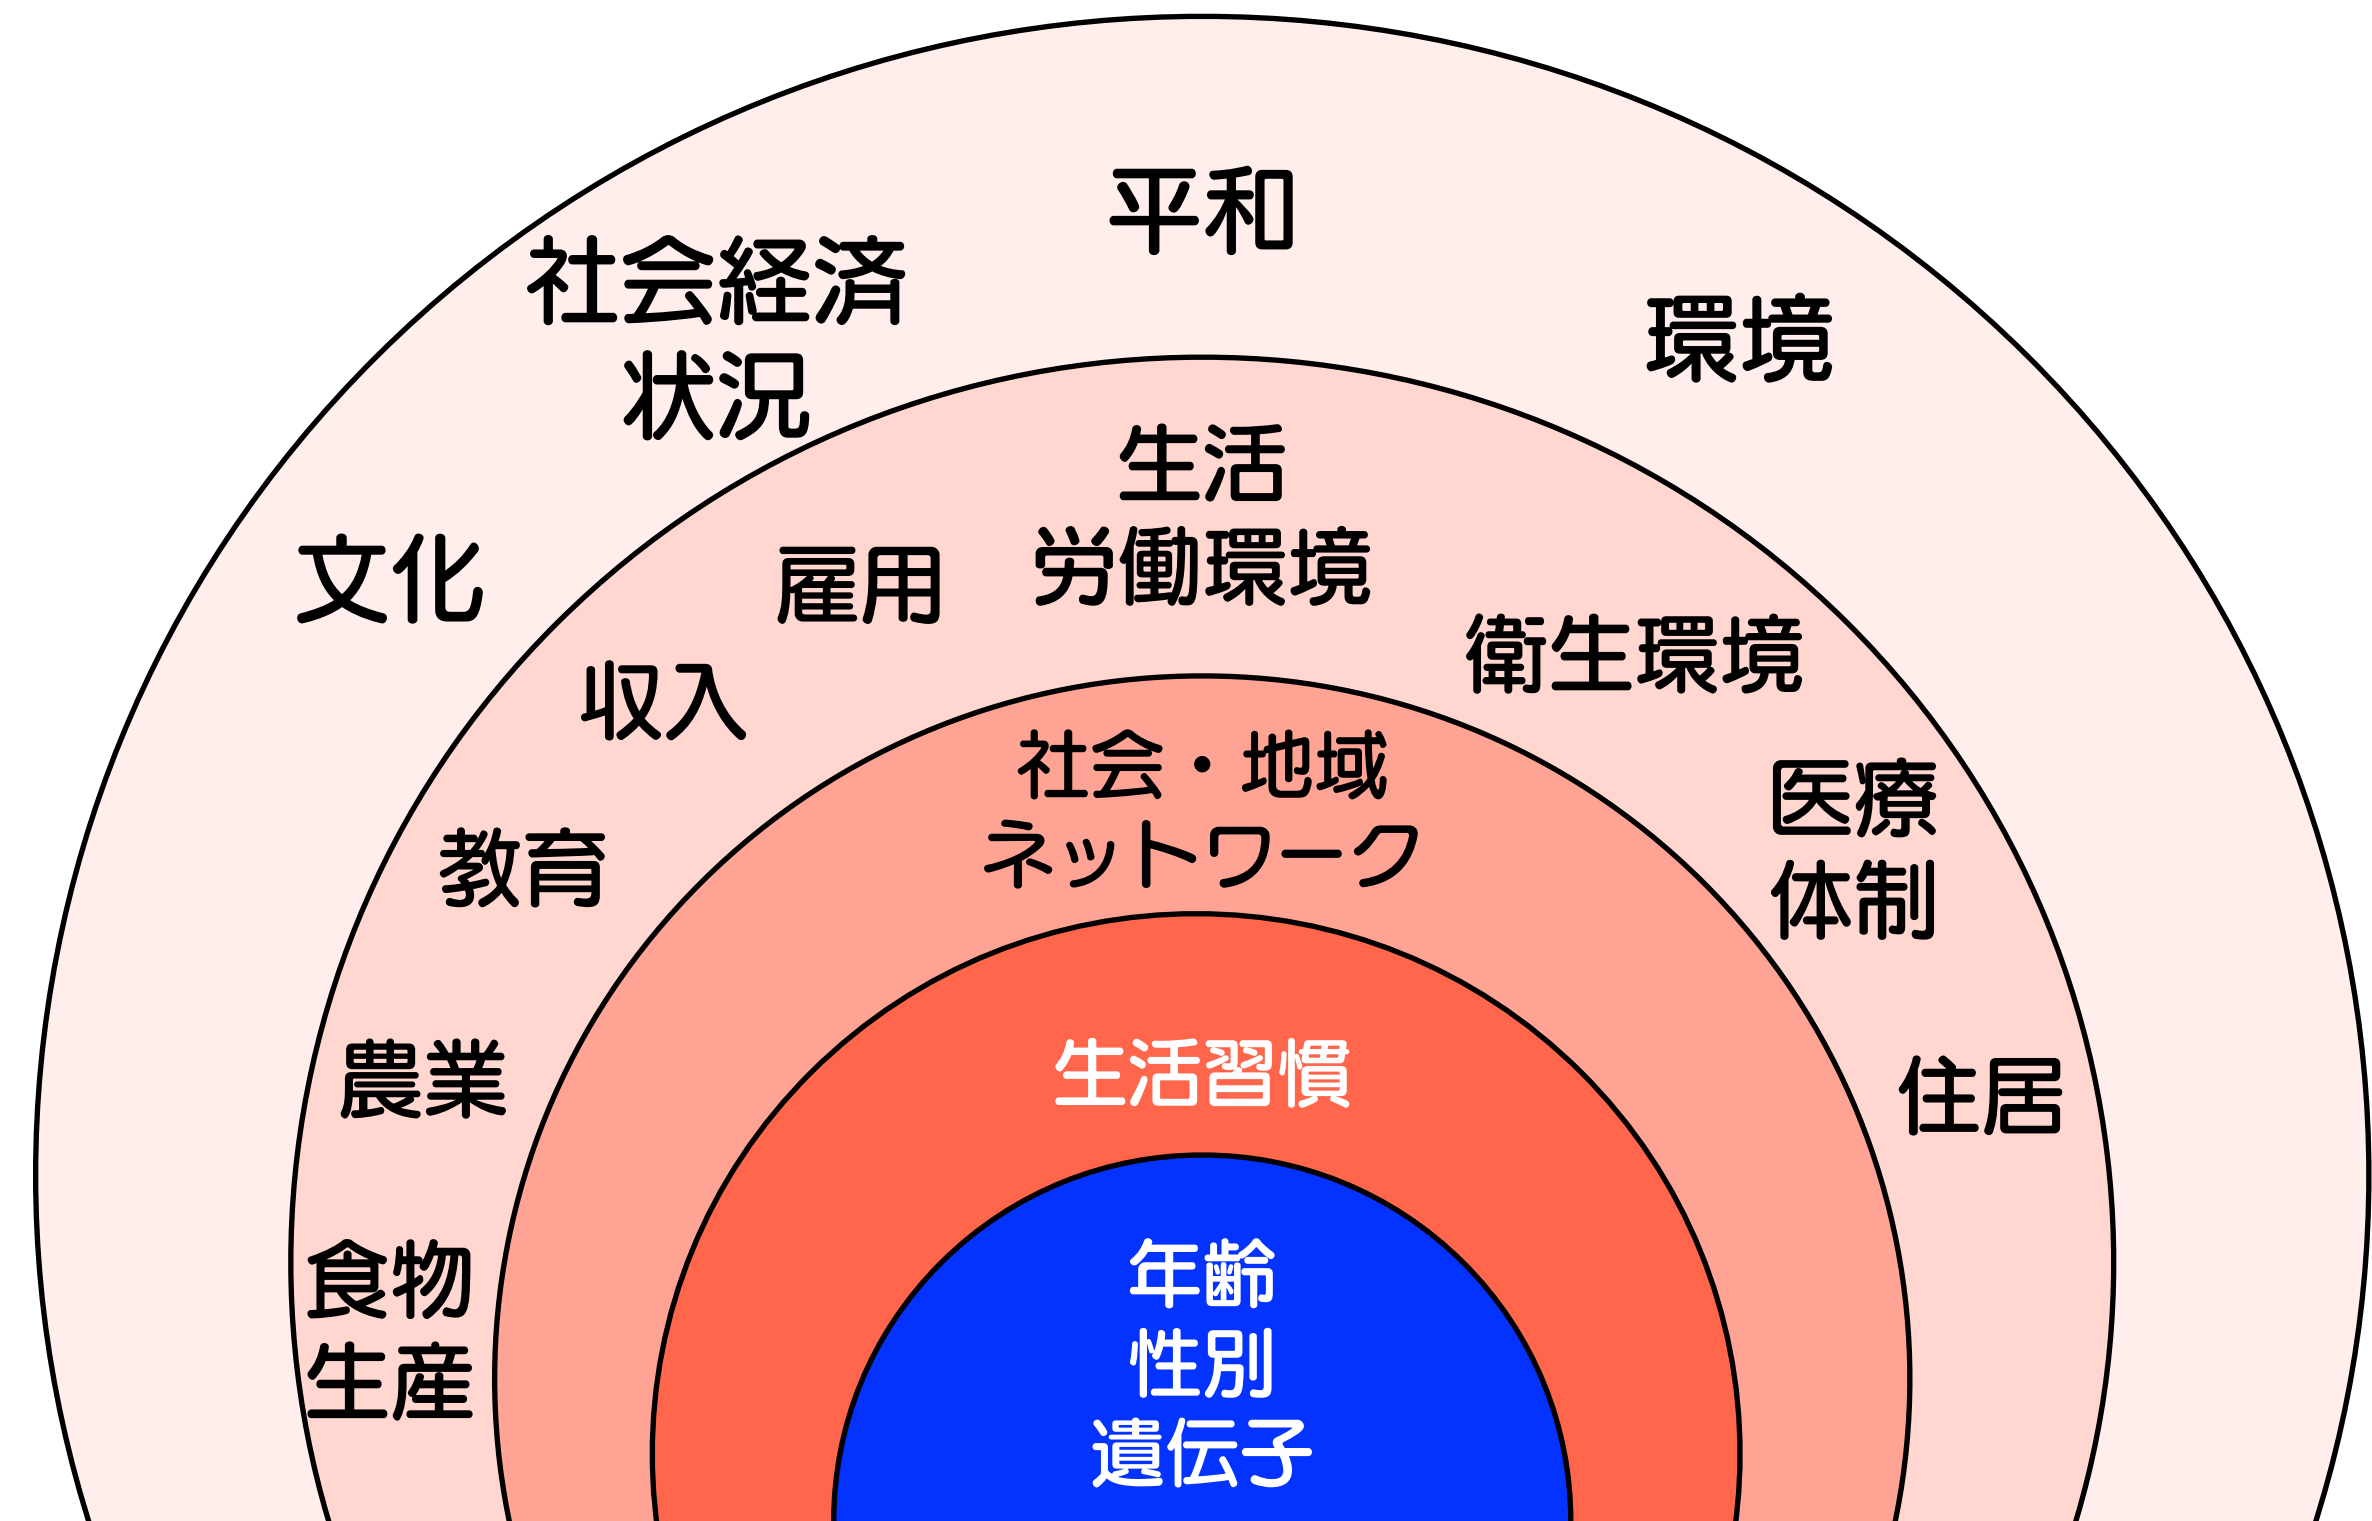 平和
社会経済
状況
環境
文化
生活
労働環境
雇用
衛生環境
収入
医療
体制
教育
住居
農業
食物
生産
社会・地域
ネットワーク
生活習慣
年齢
性別
遺伝子